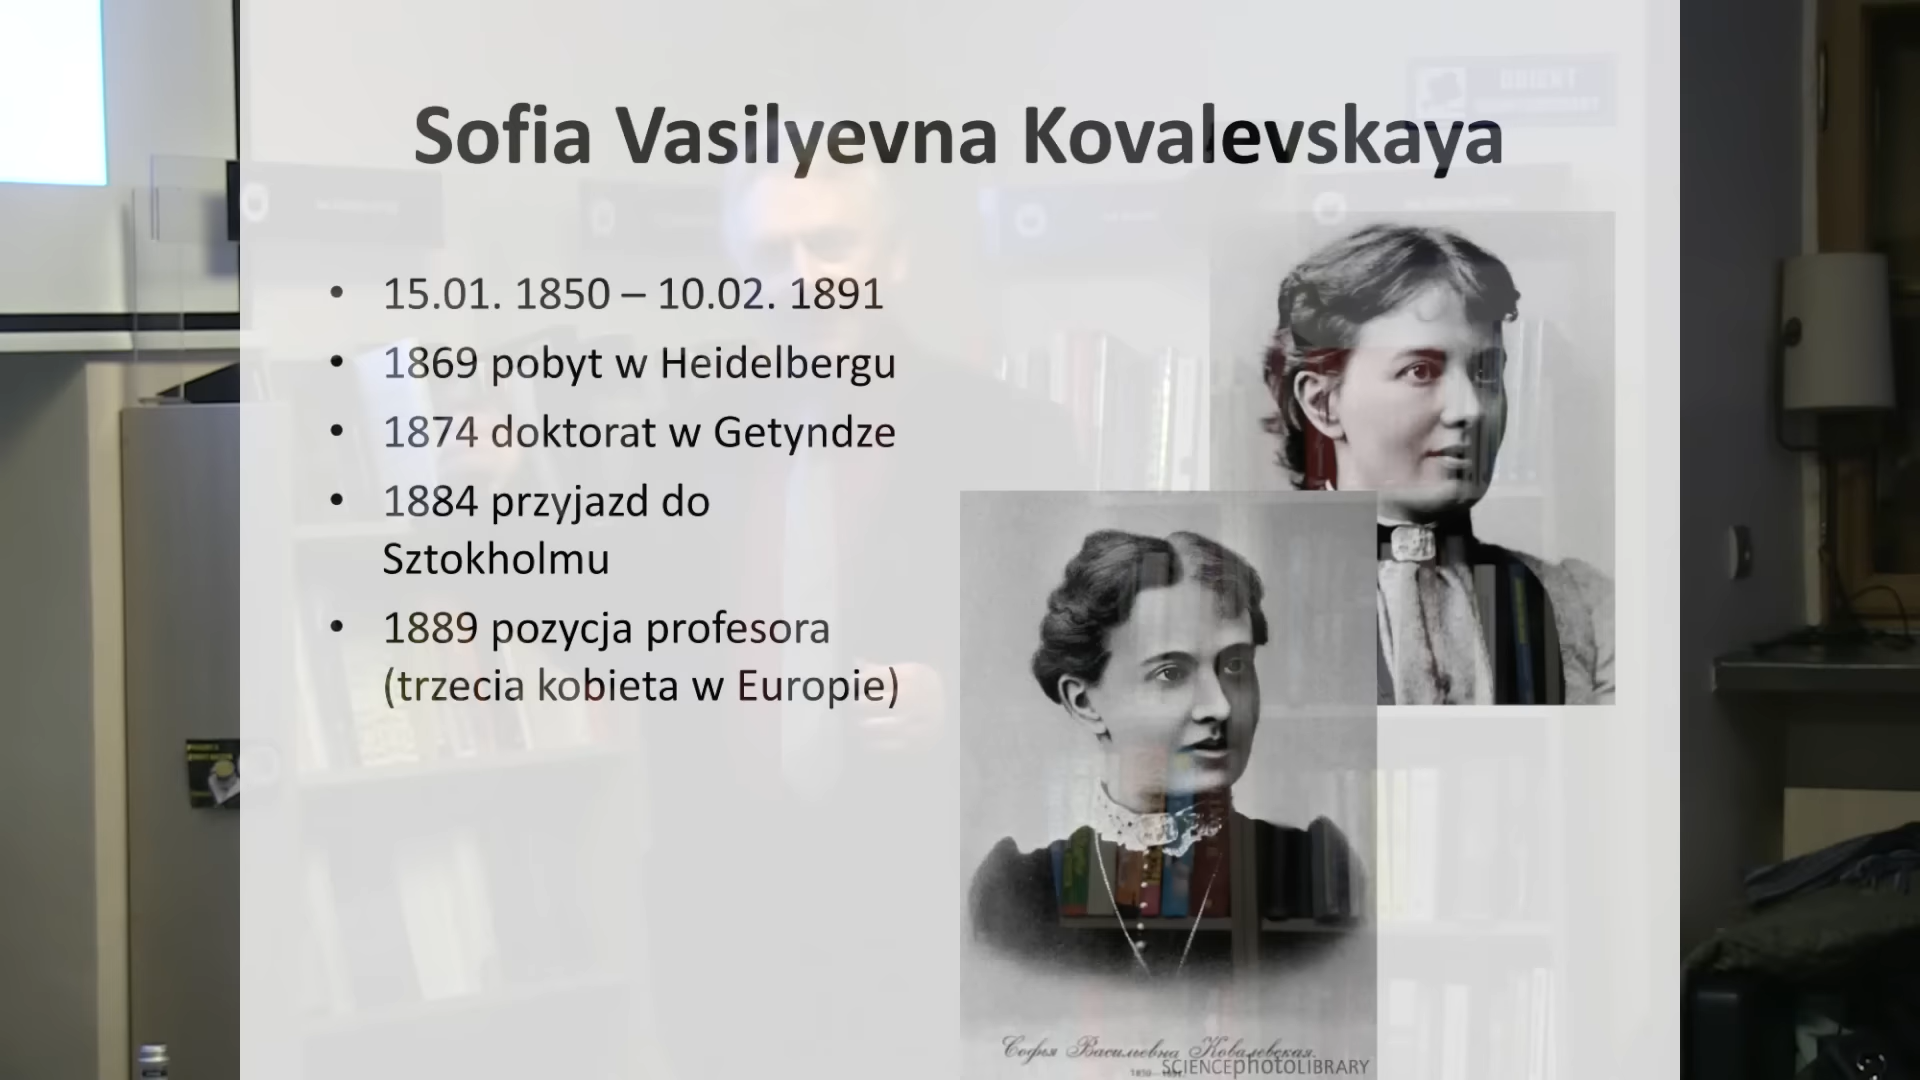 Sofia Vasilyevna Kovalevskaya
• 15.01. 1850 – 10.02. 1891
• 1869 pobyt w Heidelbergu
• 1874 doktorat w Getyndze
• 1884 przyjazd do
Sztokholmu
• 1889 pozycja profesora
(trzecia kobieta w Europie)
Софья Васильевна Ковалевская.
SCIENCEphotoLIBRARY